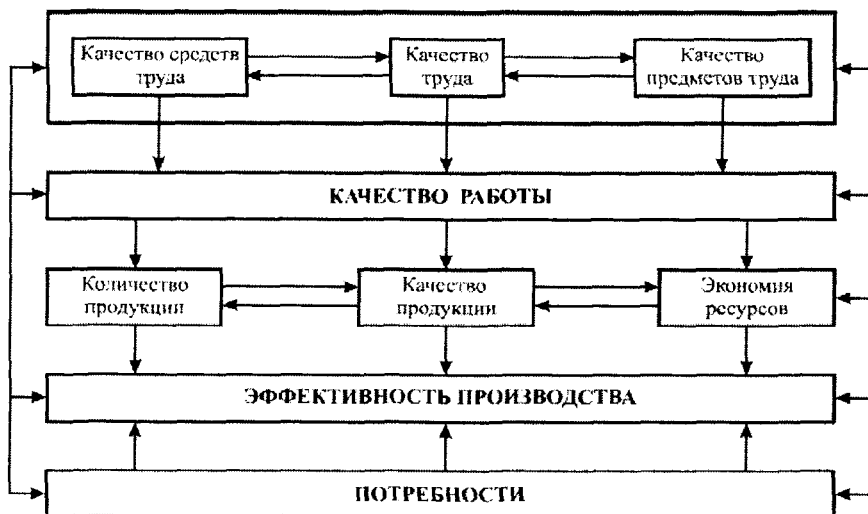 Качество средств
труда
Качество
труда
Качество
предметов труда
КАЧЕСТВО РАБОТЫ
Количество
продукции
Качество
продукции
Экономия
ресурсов
ЭФФЕКТИВНОСТЬ ПРОИЗВОДСТВА
ПОТРЕБНОСТИ